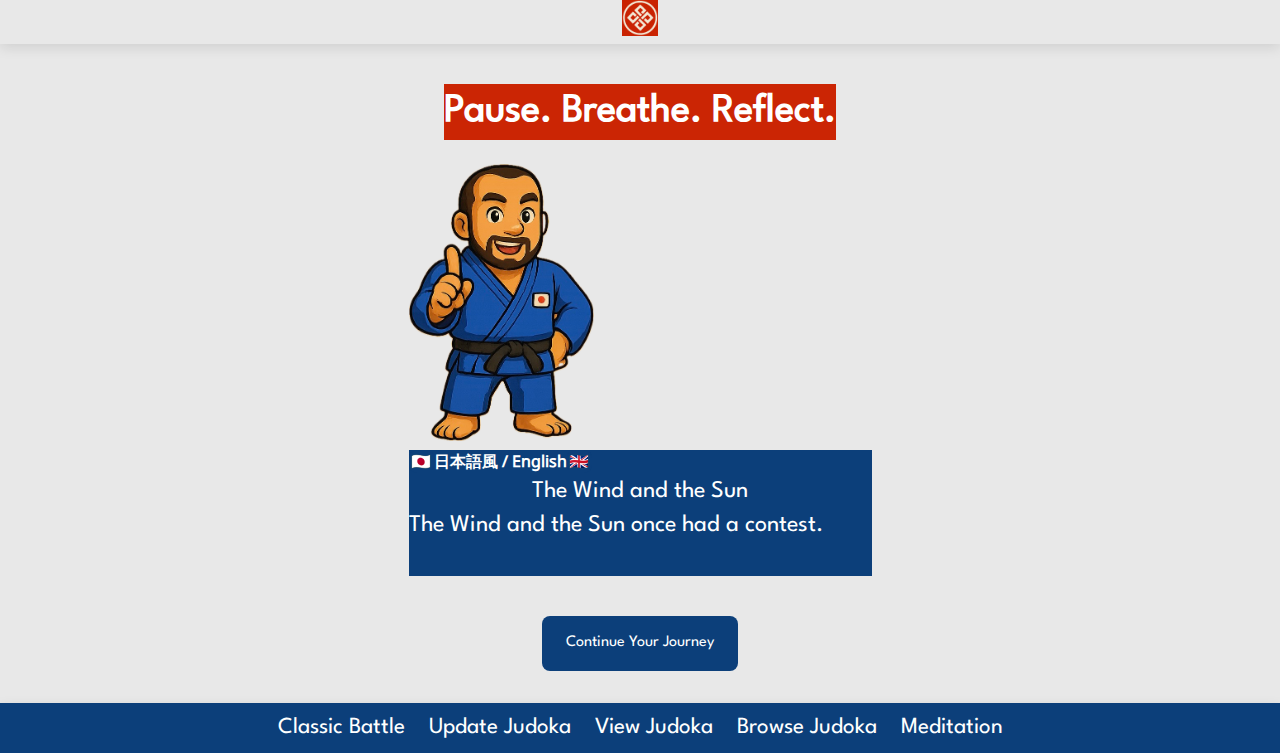 Pause. Breathe. Reflect.
🇯🇵 日本語風 / English 🇬🇧
The Wind and the Sun
The Wind and the Sun once had a contest.
Continue Your Journey
Classic Battle Update Judoka View Judoka Browse Judoka Meditation